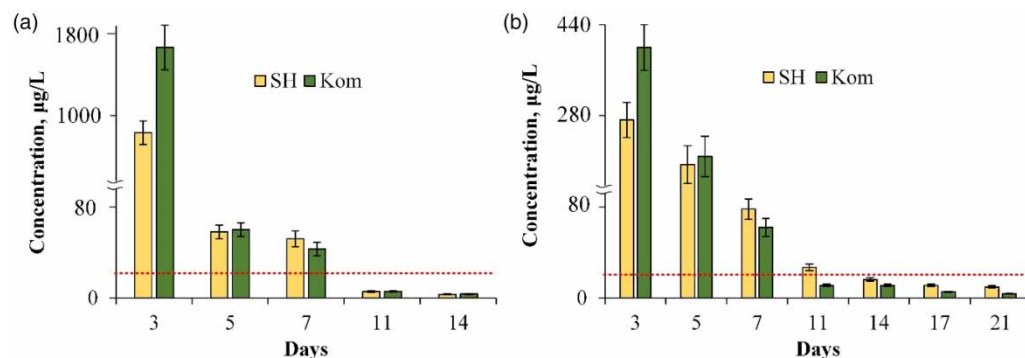 (a)
Concentration, µg/L
1800
1000
80
0
SH Kom
3 5 7 11 14
Days
(b)
Concentration, µg/L
440
280
80
0
SH Kom
3 5 7 11 14 17 21
Days